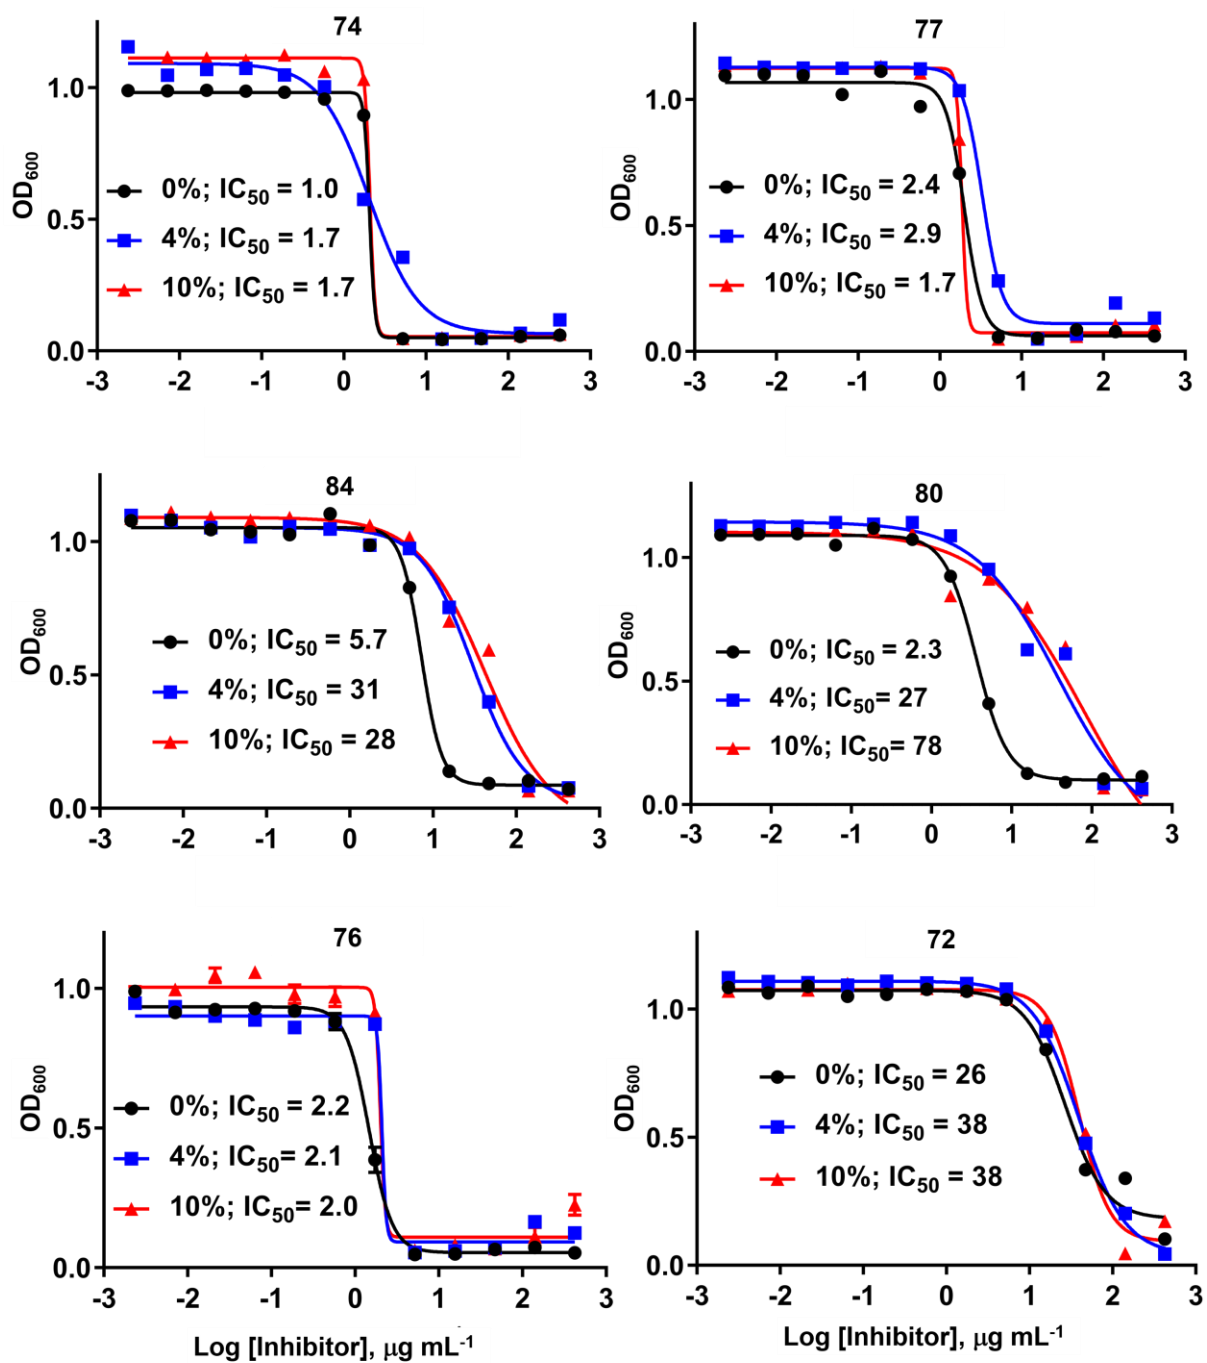 74
1.0
0.5
0.0
OD600
0%; IC50 = 1.0
4%; IC50 = 1.7
10%; IC50 = 1.7
-3 -2 -1 0 1 2 3
77
1.0
0.5
0.0
OD600
0%; IC50 = 2.4
4%; IC50 = 2.9
10%; IC50 = 1.7
-3 -2 -1 0 1 2 3
84
1.0
0.5
0.0
OD600
0%; IC50 = 5.7
4%; IC50 = 31
10%; IC50 = 28
-3 -2 -1 0 1 2 3
80
1.0
0.5
0.0
OD600
0%; IC50 = 2.3
4%; IC50= 27
10%; IC50= 78
-3 -2 -1 0 1 2 3
76
1.0
0.5
0.0
OD600
0%; IC50 = 2.2
4%; IC50= 2.1
10%; IC50= 2.0
-3 -2 -1 0 1 2 3
Log [Inhibitor], μg mL-1
72
1.0
0.5
0.0
OD600
0%; IC50 = 26
4%; IC50 = 38
10%; IC50 = 38
-3 -2 -1 0 1 2 3
Log [Inhibitor], μg mL-1